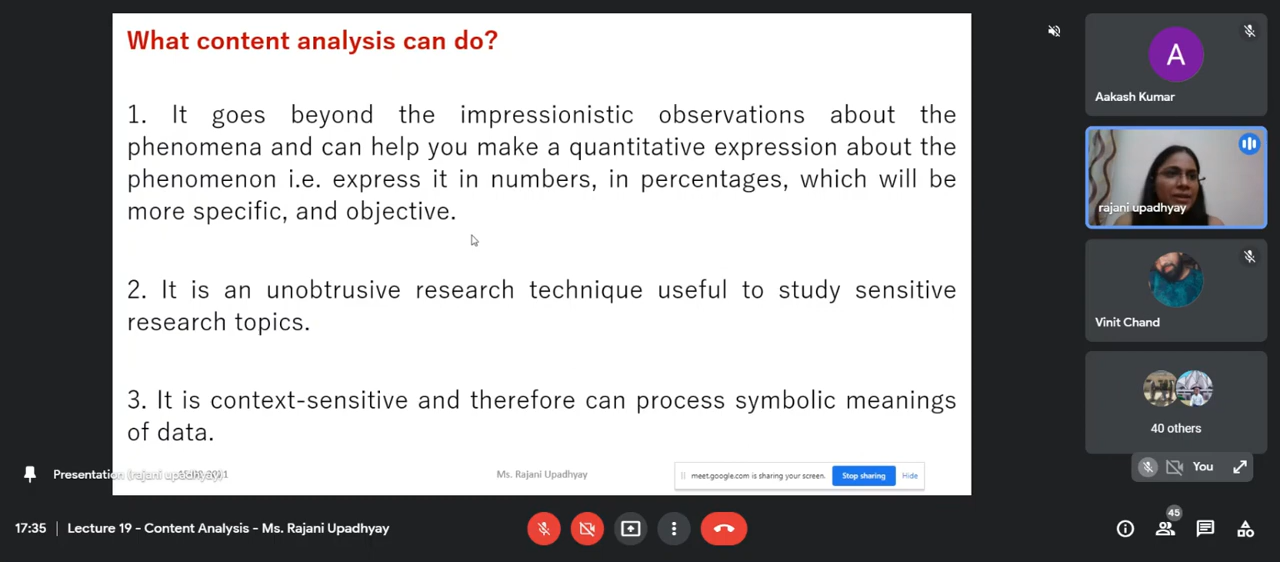 What content analysis can do?
1. It goes beyond the impressionistic observations about the
phenomena and can help you make a quantitative expression about the
phenomenon i.e. express it in numbers, in percentages, which will be
more specific, and objective.
2. It is an unobtrusive research technique useful to study sensitive
research topics.
3. It is context-sensitive and therefore can process symbolic meanings
of data.
Presentation (rajani upadhyay)
Ms. Rajani Upadhyay
meet.google.com is sharing your screen.
Stop sharing
Hide
A
Aakash Kumar
rajani upadhyay
Vinit Chand
40 others
You
17:35
Lecture 19 - Content Analysis - Ms. Rajani Upadhyay
45